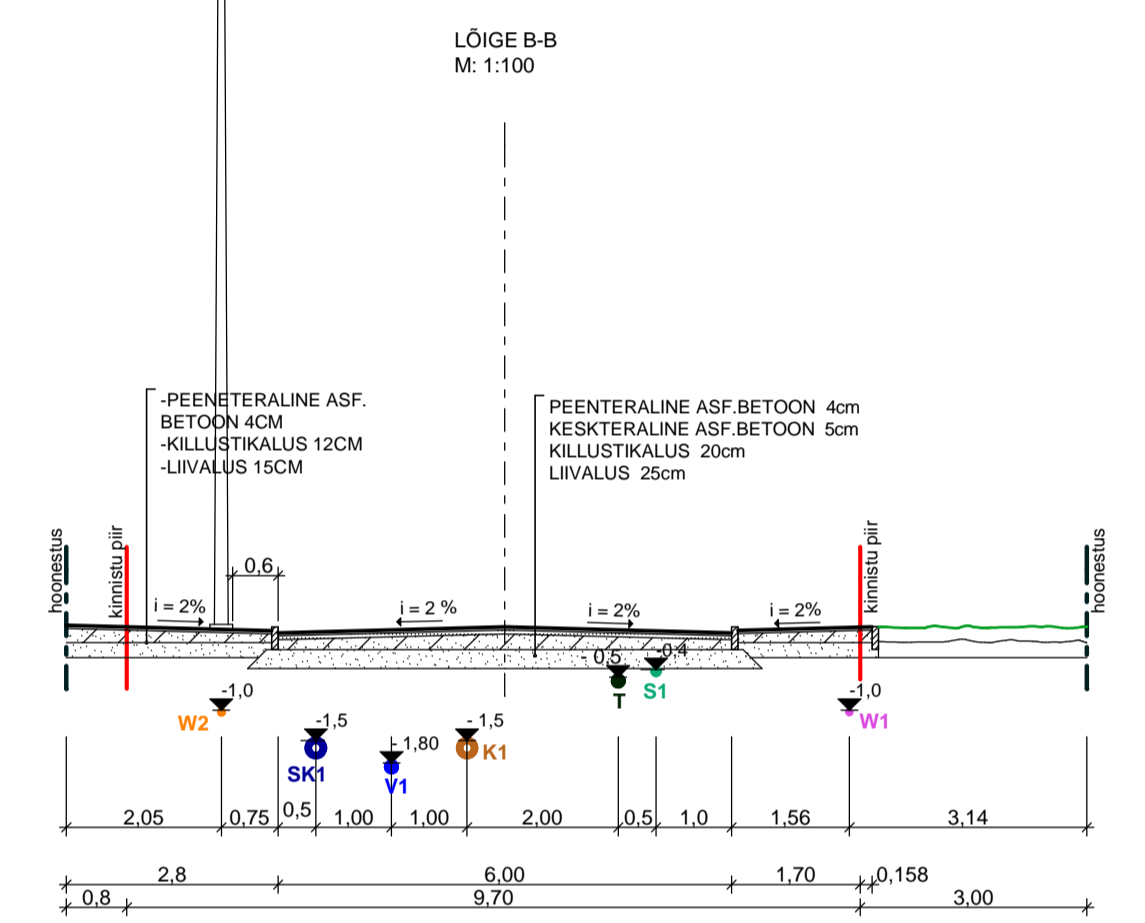 LÕIGE B-B
M: 1:100
-PEENETERALINE ASF.
BETOON 4CM
-KILLUSTIKALUS 12CM
-LIIVALUS 15CM
PEENTERALINE ASF.BETOON 4cm
KESKTERALINE ASF.BETOON 5cm
KILLUSTIKALUS 20cm
LIIVALUS 25cm
hoonestus
kinnistu piir
kinnistu piir
hoonestus
0,6
i = 2%
i = 2 %
i = 2%
i = 2%
- 0,5
-0,4
T
S1
-1,0
W2
-1,0
W1
-1,5
SK1
- 1,80
V1
- 1,5
K1
2,05
0,75
0,5
1,00
1,00
2,00
0,5
1,0
1,56
3,14
2,8
6,00
1,70
0,158
0,8
9,70
3,00